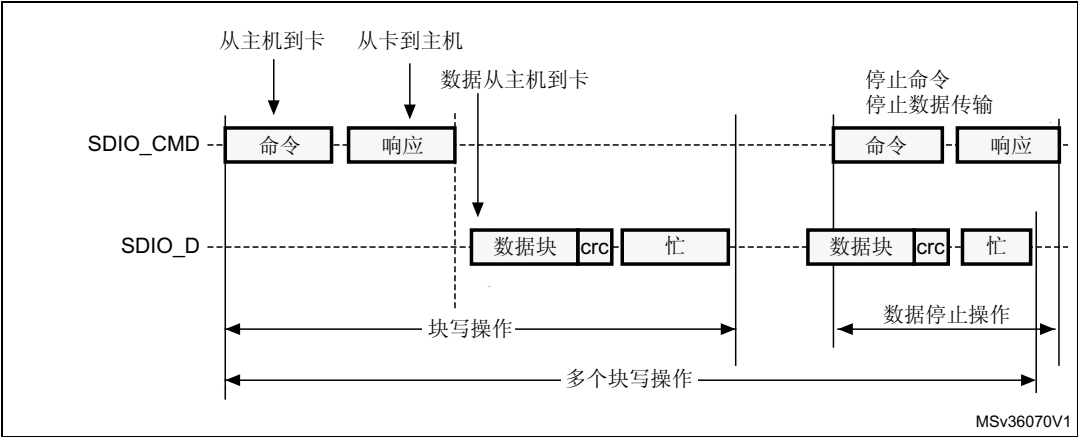 从主机到卡
从卡到主机
数据从主机到卡
停止命令
停止数据传输
SDIO_CMD
命令
响应
命令
响应
SDIO_D
数据块
crc
忙
数据块
crc
忙
块写操作
数据停止操作
多个块写操作
MSv36070V1